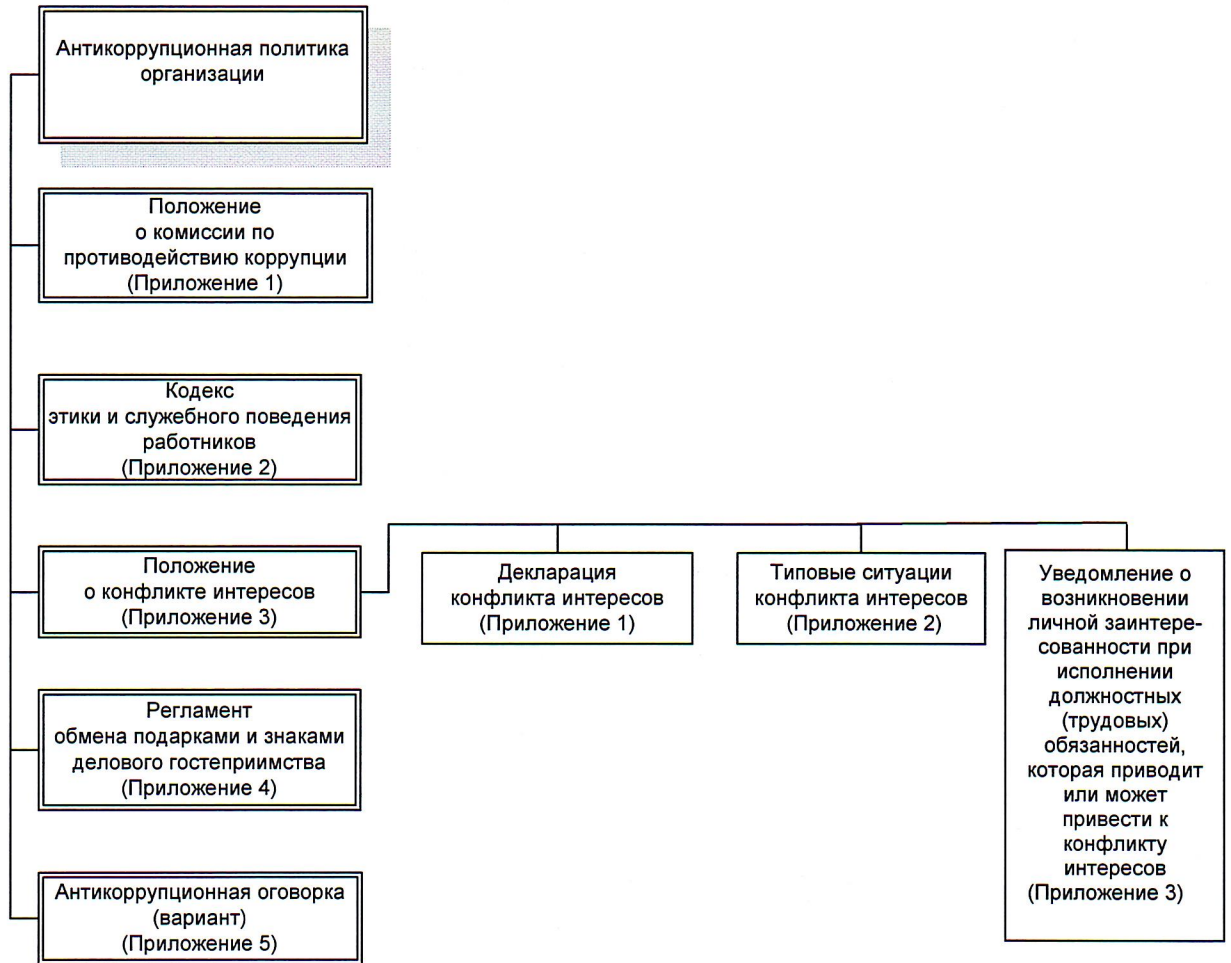 Антикоррупционная политика
организации
Положение
о комиссии по
противодействию коррупции
(Приложение 1)
Кодекс
этики и служебного поведения
работников
(Приложение 2)
Положение
о конфликте интересов
(Приложение 3)
Декларация
конфликта интересов
(Приложение 1)
Типовые ситуации
конфликта интересов
(Приложение 2)
Уведомление о
возникновении
личной заинтере-
сованности при
исполнении
должностных
(трудовых)
обязанностей,
которая приводит
или может
привести к
конфликту
интересов
(Приложение 3)
Регламент
обмена подарками и знаками
делового гостеприимства
(Приложение 4)
Антикоррупционная оговорка
(вариант)
(Приложение 5)